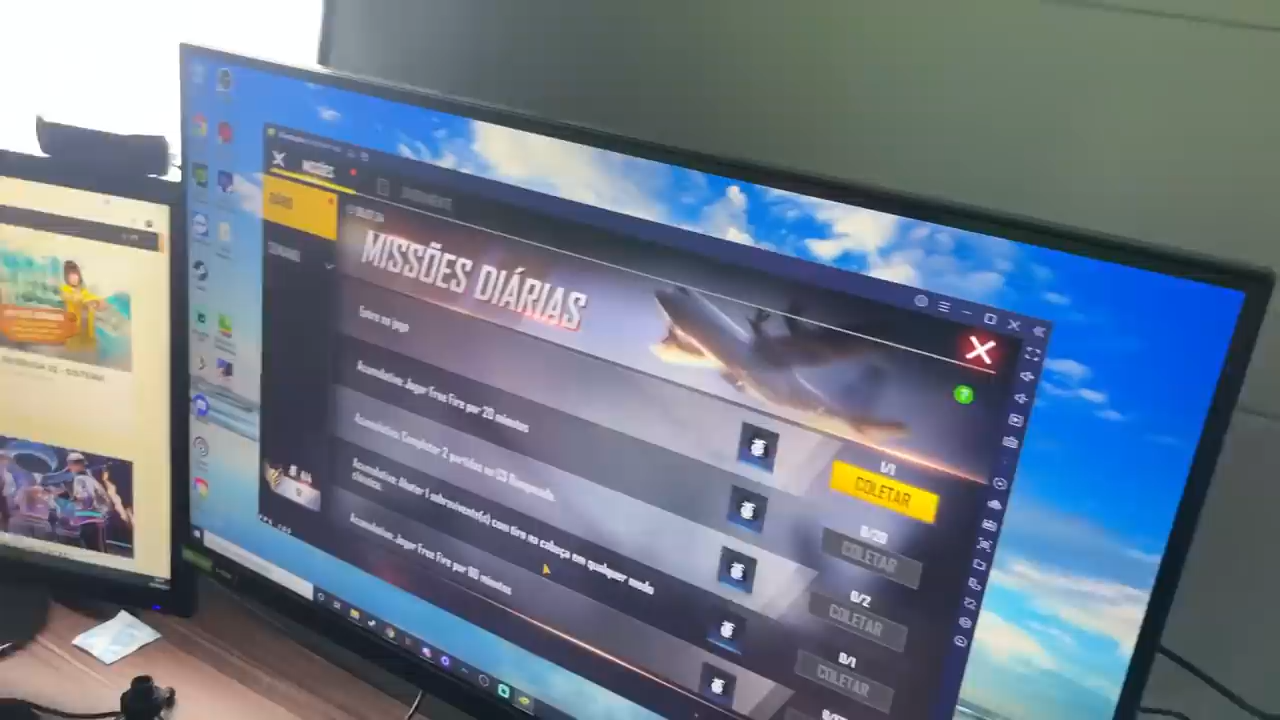 MISSÕES
MISSÕES DIÁRIAS
Entre no jogo
1/1
COLETAR
Acumulativo: Jogar Free Fire por 20 minutos
0/20
COLETAR
Acumulativo: Completar 2 partidas no CS Ranqueado.
0/2
COLETAR
Acumulativo: Abater 1 sobrevivente(s) com tiro na cabeça em qualquer modo
clássico.
0/1
COLETAR
Acumulativo: Jogar Free Fire por 60 minutos
COLETAR